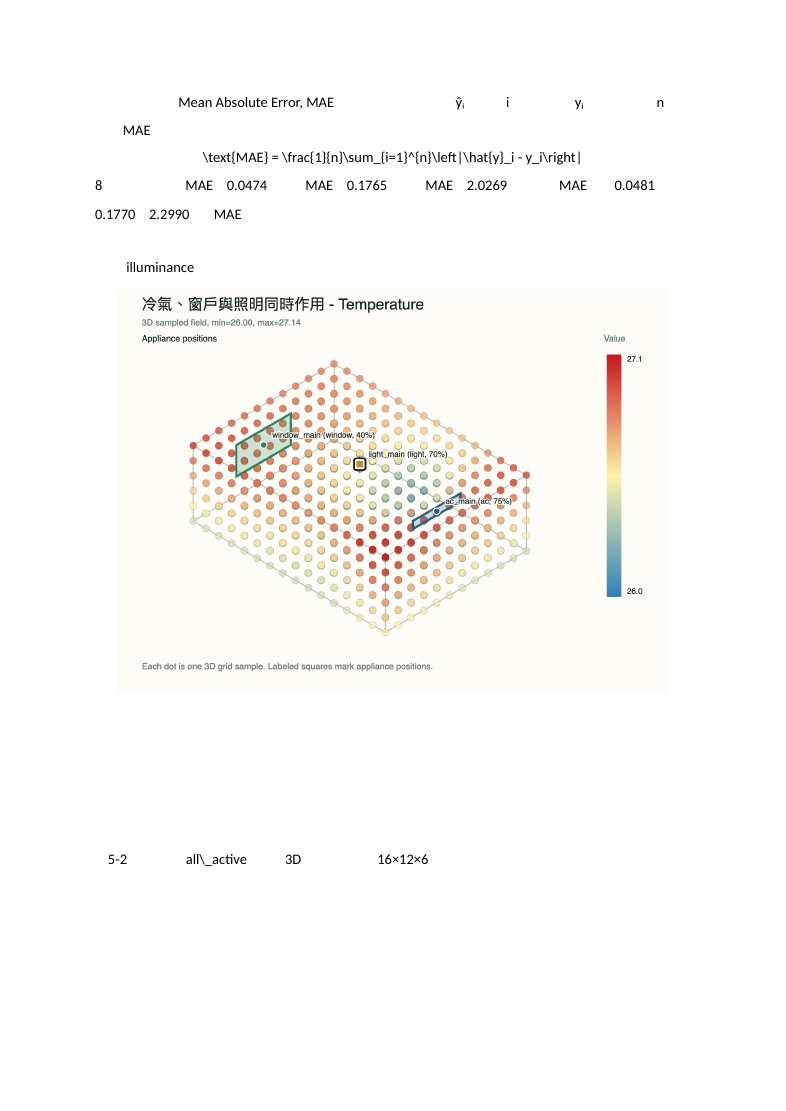 Mean Absolute Error, MAE ŷᵢ i yᵢ n
MAE
\text{MAE} = \frac{1}{n}\sum_{i=1}^{n}\left|\hat{y}_i - y_i\right|
8 MAE 0.0474 MAE 0.1765 MAE 2.0269 MAE 0.0481
0.1770 2.2990 MAE
illuminance
冷氣、窗戶與照明同時作用 - Temperature
3D sampled field, min=26.00, max=27.14
Appliance positions
Value
27.1
window_main (window, 40%)
light_main (light, 70%)
ac_main (ac, 75%)
26.0
Each dot is one 3D grid sample. Labeled squares mark appliance positions.
5-2 all\_active 3D 16×12×6